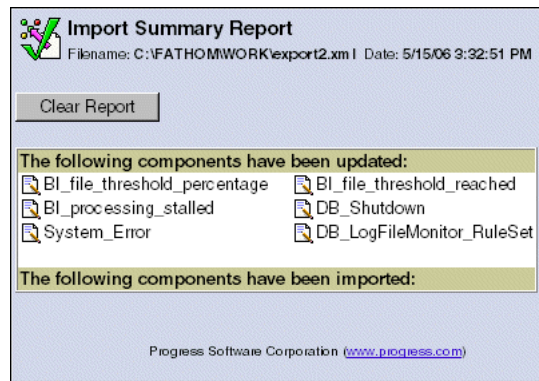 Import Summary Report
Filename: C:\FATHOM\WORK\export2.xml Date: 5/15/06 3:32:51 PM
Clear Report
The following components have been updated:
BI_file_threshold_percentage BI_file_threshold_reached
BI_processing_stalled DB_Shutdown
System_Error DB_LogFileMonitor_RuleSet
The following components have been imported:
Progress Software Corporation (www.progress.com)